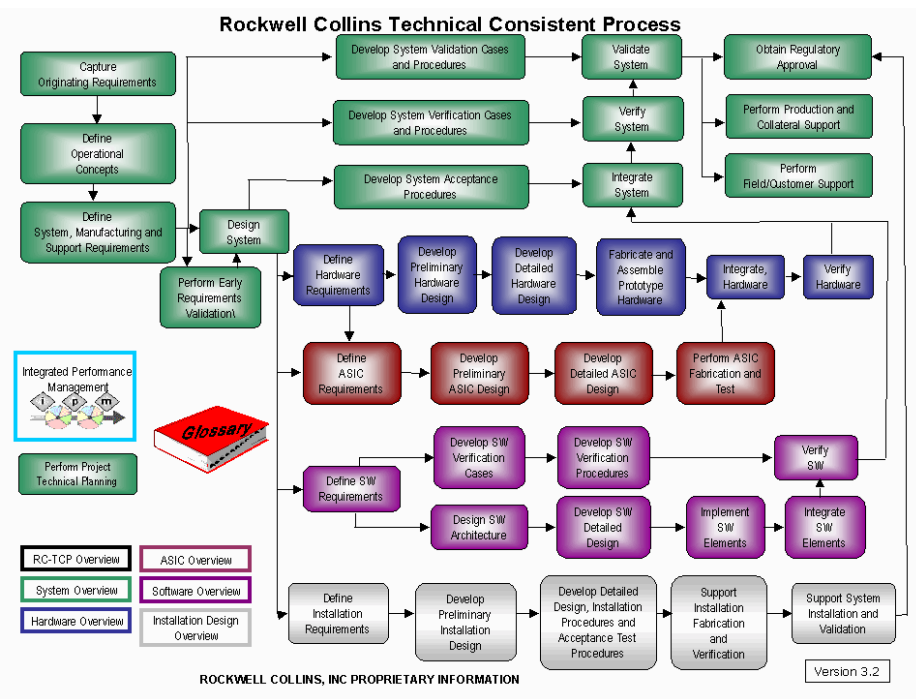 Rockwell Collins Technical Consistent Process
Capture
Originating Requirements
Define
Operational
Concepts
Define
System, Manufacturing and
Support Requirements
Design
System
Perform Early
Requirements
Validation\
Develop System Validation Cases
and Procedures
Validate
System
Obtain Regulatory
Approval
Develop System Verification Cases
and Procedures
Verify
System
Perform Production and
Collateral Support
Develop System Acceptance
Procedures
Integrate
System
Perform
Field/Customer Support
Define
Hardware
Requirements
Develop
Preliminary
Hardware
Design
Develop
Detailed
Hardware
Design
Fabricate and
Assemble
Prototype
Hardware
Integrate,
Hardware
Verify
Hardware
Define
ASIC
Requirements
Develop
Preliminary
ASIC Design
Develop
Detailed ASIC
Design
Perform ASIC
Fabrication and
Test
Integrated Performance
Management
i p m
Glossary
Perform Project
Technical Planning
Define SW
Requirements
Develop SW
Verification
Cases
Develop SW
Verification
Procedures
Verify
SW
Design SW
Architecture
Develop SW
Detailed
Design
Implement
SW
Elements
Integrate
SW
Elements
RC-TCP Overview
ASIC Overview
System Overview
Software Overview
Hardware Overview
Installation Design
Overview
Define
Installation
Requirements
Develop
Preliminary
Installation
Design
Develop Detailed
Design, Installation
Procedures and
Acceptance Test
Procedures
Support
Installation
Fabrication
and
Verification
Support System
Installation and
Validation
ROCKWELL COLLINS, INC PROPRIETARY INFORMATION
Version 3.2